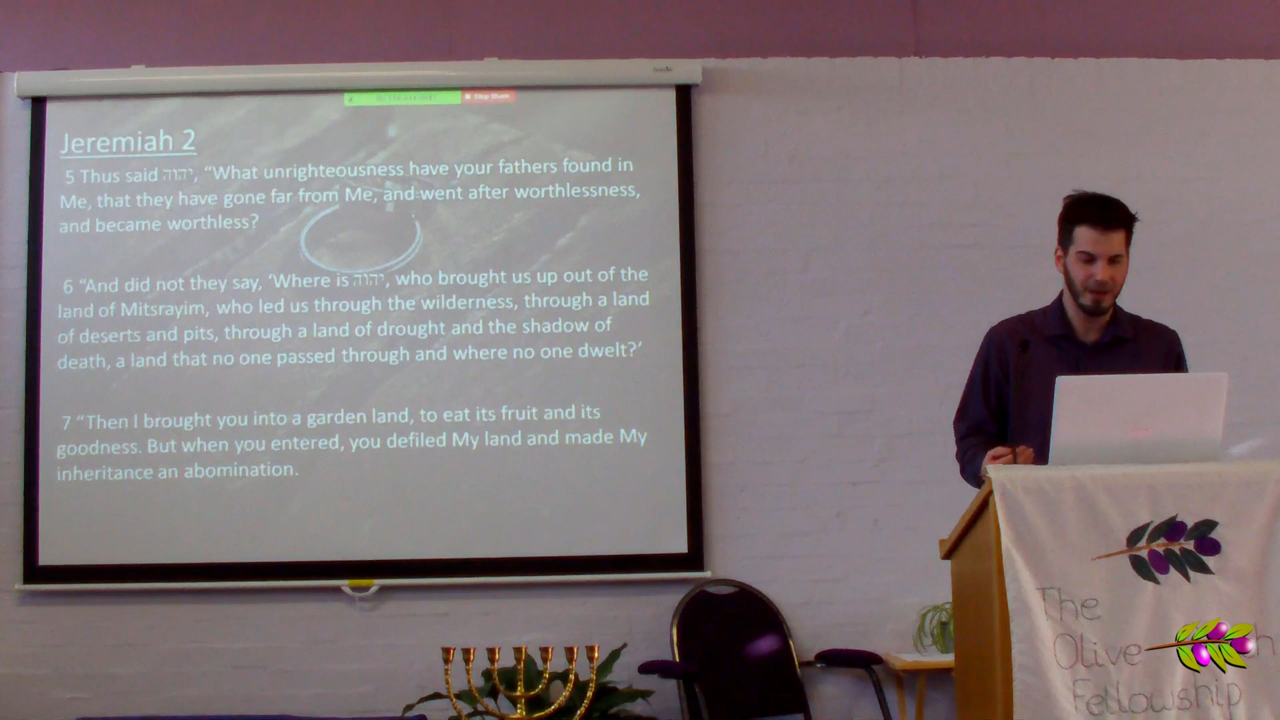 Stop Share
Jeremiah 2
5 Thus said יהוה, “What unrighteousness have your fathers found in
Me, that they have gone far from Me, and went after worthlessness,
and became worthless?
6 “And did not they say, ‘Where is יהוה, who brought us up out of the
land of Mitsrayim, who led us through the wilderness, through a land
of deserts and pits, through a land of drought and the shadow of
death, a land that no one passed through and where no one dwelt?’
7 “Then I brought you into a garden land, to eat its fruit and its
goodness. But when you entered, you defiled My land and made My
inheritance an abomination.
The
Olive
Fellowship